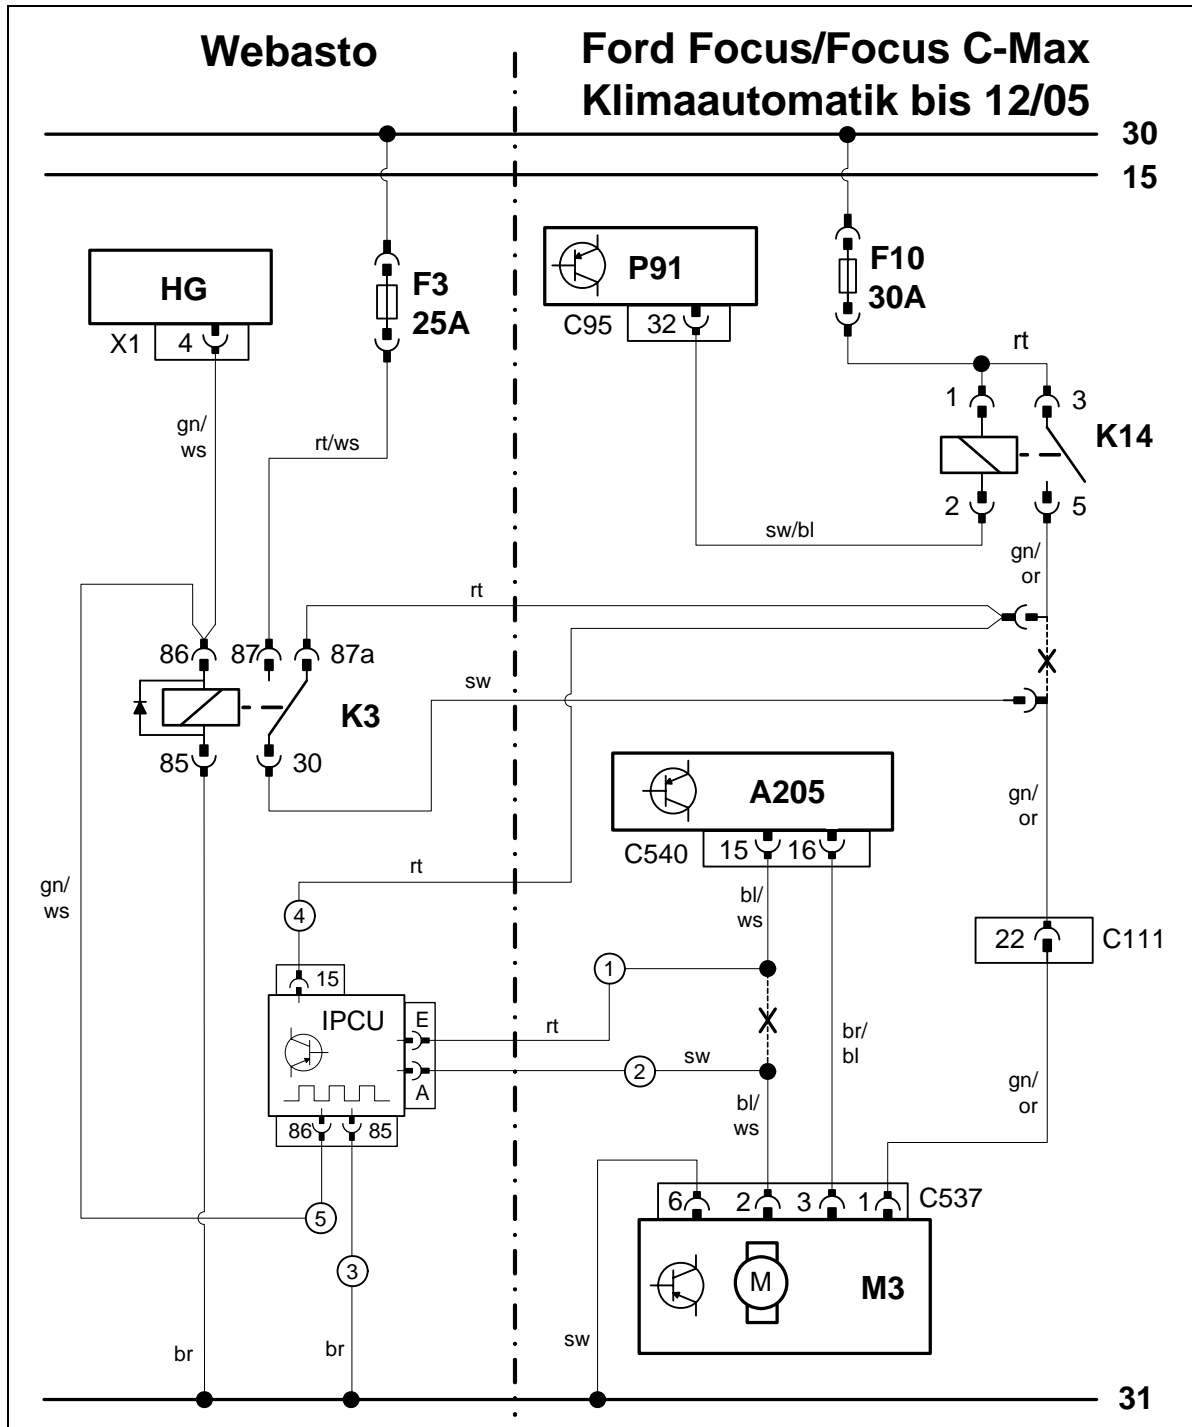 Webasto
Ford Focus/Focus C-Max
Klimaautomatik bis 12/05
30
15
HG
X1 4
F3
25A
P91
C95 32
F10
30A
rt
1 3
K14
2 5
gn/
ws
rt/ws
sw/bl
gn/
or
rt
86 87 87a
sw
K3
85 30
A205
C540 15 16
gn/
or
rt
gn/
ws
bl/
ws
4
22 C111
1
15
IPCU E
rt
br/
bl
2 sw
A
gn/
or
bl/
ws
86 85
6 2 3 1 C537
5
3
M
M3
br
br
sw
31